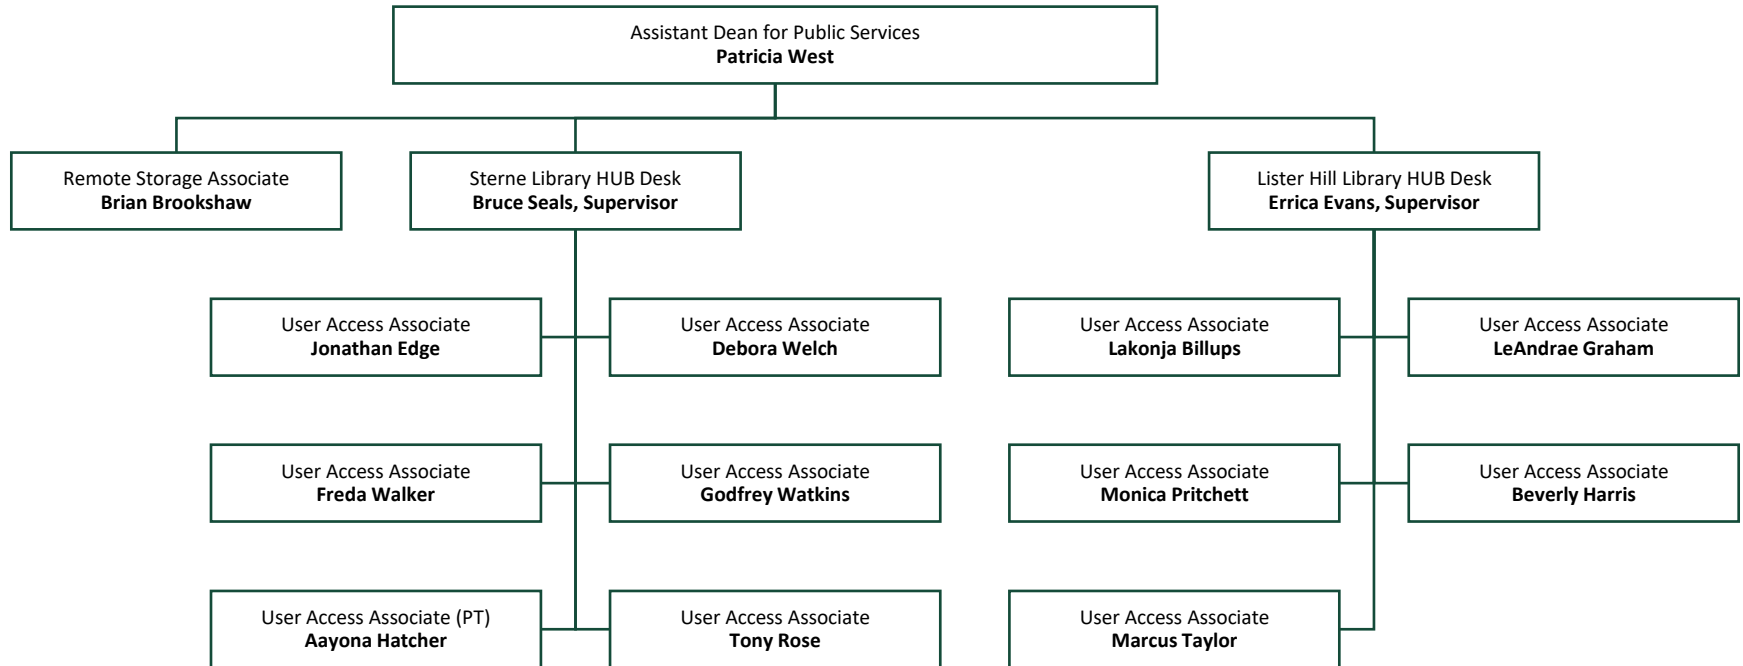 Assistant Dean for Public Services
Patricia West
Remote Storage Associate
Brian Brookshaw
Sterne Library HUB Desk
Bruce Seals, Supervisor
Lister Hill Library HUB Desk
Errica Evans, Supervisor
User Access Associate
Jonathan Edge
User Access Associate
Debora Welch
User Access Associate
Lakonja Billups
User Access Associate
LeAndrae Graham
User Access Associate
Freda Walker
User Access Associate
Godfrey Watkins
User Access Associate
Monica Pritchett
User Access Associate
Beverly Harris
User Access Associate (PT)
Aayona Hatcher
User Access Associate
Tony Rose
User Access Associate
Marcus Taylor